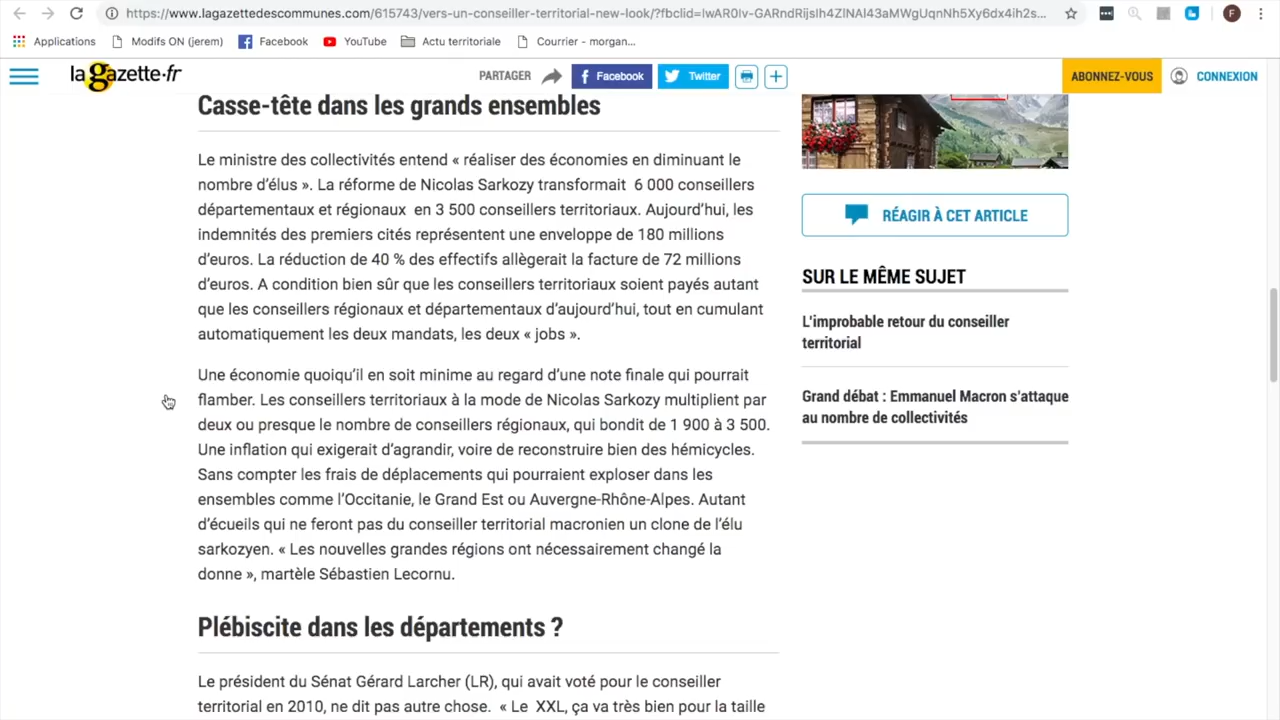 https://www.lagazettedescommunes.com/615743/vers-un-conseiller-territorial-new-look/?fbclid=IwAR0Iv-GARndRijsIh4ZlNAl43aMWgUqnNh5Xy6dx4ih2s...
F
Applications
Modifs ON (jerem)
Facebook
YouTube
Actu territoriale
Courrier - morgan...
la gazette·fr
PARTAGER
Facebook
Twitter
ABONNEZ-VOUS
CONNEXION
Casse-tête dans les grands ensembles
Le ministre des collectivités entend « réaliser des économies en diminuant le
nombre d’élus ». La réforme de Nicolas Sarkozy transformait 6 000 conseillers
départementaux et régionaux en 3 500 conseillers territoriaux. Aujourd’hui, les
indemnités des premiers cités représentent une enveloppe de 180 millions
d’euros. La réduction de 40 % des effectifs allègerait la facture de 72 millions
d’euros. A condition bien sûr que les conseillers territoriaux soient payés autant
que les conseillers régionaux et départementaux d’aujourd’hui, tout en cumulant
automatiquement les deux mandats, les deux « jobs ».
Une économie quoiqu’il en soit minime au regard d’une note finale qui pourrait
flamber. Les conseillers territoriaux à la mode de Nicolas Sarkozy multiplient par
deux ou presque le nombre de conseillers régionaux, qui bondit de 1 900 à 3 500.
Une inflation qui exigerait d’agrandir, voire de reconstruire bien des hémicycles.
Sans compter les frais de déplacements qui pourraient exploser dans les
ensembles comme l’Occitanie, le Grand Est ou Auvergne-Rhône-Alpes. Autant
d’écueils qui ne feront pas du conseiller territorial macronien un clone de l’élu
sarkozyen. « Les nouvelles grandes régions ont nécessairement changé la
donne », martèle Sébastien Lecornu.
Plébiscite dans les départements ?
Le président du Sénat Gérard Larcher (LR), qui avait voté pour le conseiller
territorial en 2010, ne dit pas autre chose. « Le XXL, ça va très bien pour la taille
RÉAGIR À CET ARTICLE
SUR LE MÊME SUJET
L’improbable retour du conseiller
territorial
Grand débat : Emmanuel Macron s’attaque
au nombre de collectivités